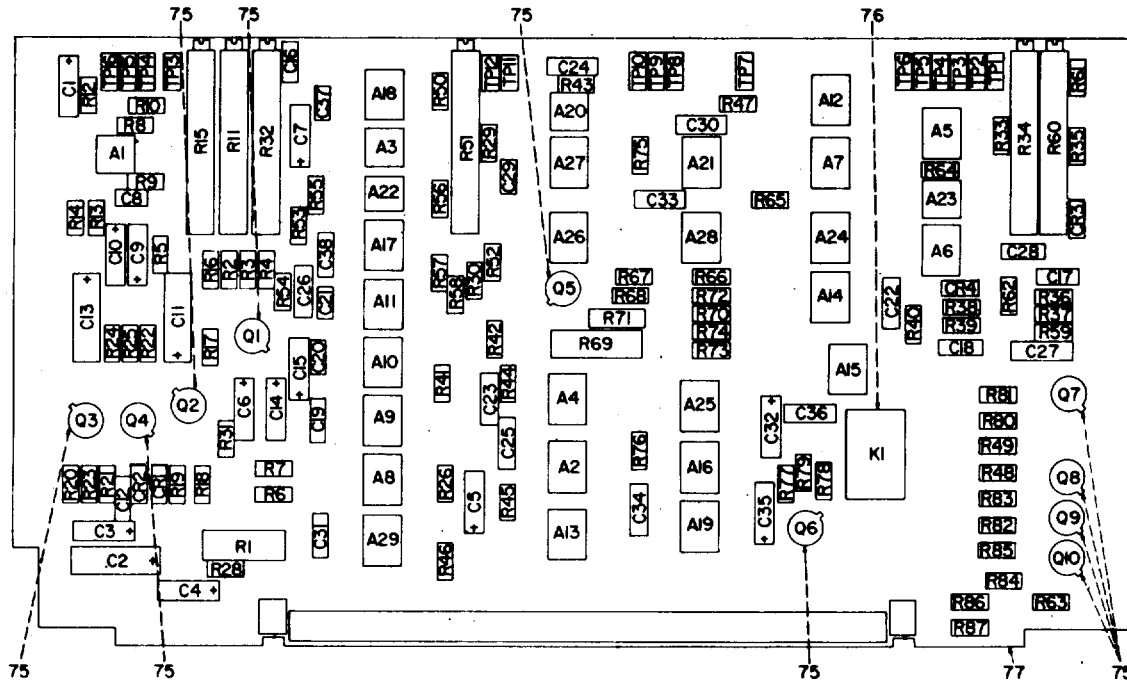 75 75 75 76
C1 R12 TP16 TP15 TP14 TP13 R10 R8 A1 R9 C8
R15 R11 R32 C16 C7 C37
A18 R50 R51 TP12 TP11
C24 R43 A20 TP10 TP9 TP8 TP7 R47 C30
A12 TP6 TP5 TP4 TP3 TP2 TP1 A5 R33 R34 R60 R61
A3 R29 A27 R75 A21 A7 R64 R35
R14 R13 R55 A22 R56 C29 C33 R65 A23 CR3
C10 C9 R5 R53 C38 A17 R52 A26 A28 A24 A6 C28
R16 R2 R3 R4 R54 C26 C21 R57 R58 R30 Q5 R67 R66 CR4 R62 C17
C13 C11 A11 R68 R72 A14 C22 R38 R36
R71 R70 R40 R39 R37
R24 R25 R22 R17 Q1 C15 C20 A10 R42 R69 R74 R73 C18 R59 C27
A15
Q3 Q4 Q2 C6 C14 C19 A9 R41 C23 R44 A4 A25 C32 C36 K1 R81 Q7
R31 C25 R76 R80
R49
R20 R23 R21 C12 CR2 CR1 R19 R18 R7 A8 R26 C5 A2 A16 R77 R79 R78 R48 Q8
R6 R45 C34 R83
C3 C31 A29 A13 A19 C35 Q6 R82 Q9
C2 R1 R46 R85 Q10
R28
C4 R84
R86 R63
R87
75 75 75 77 75